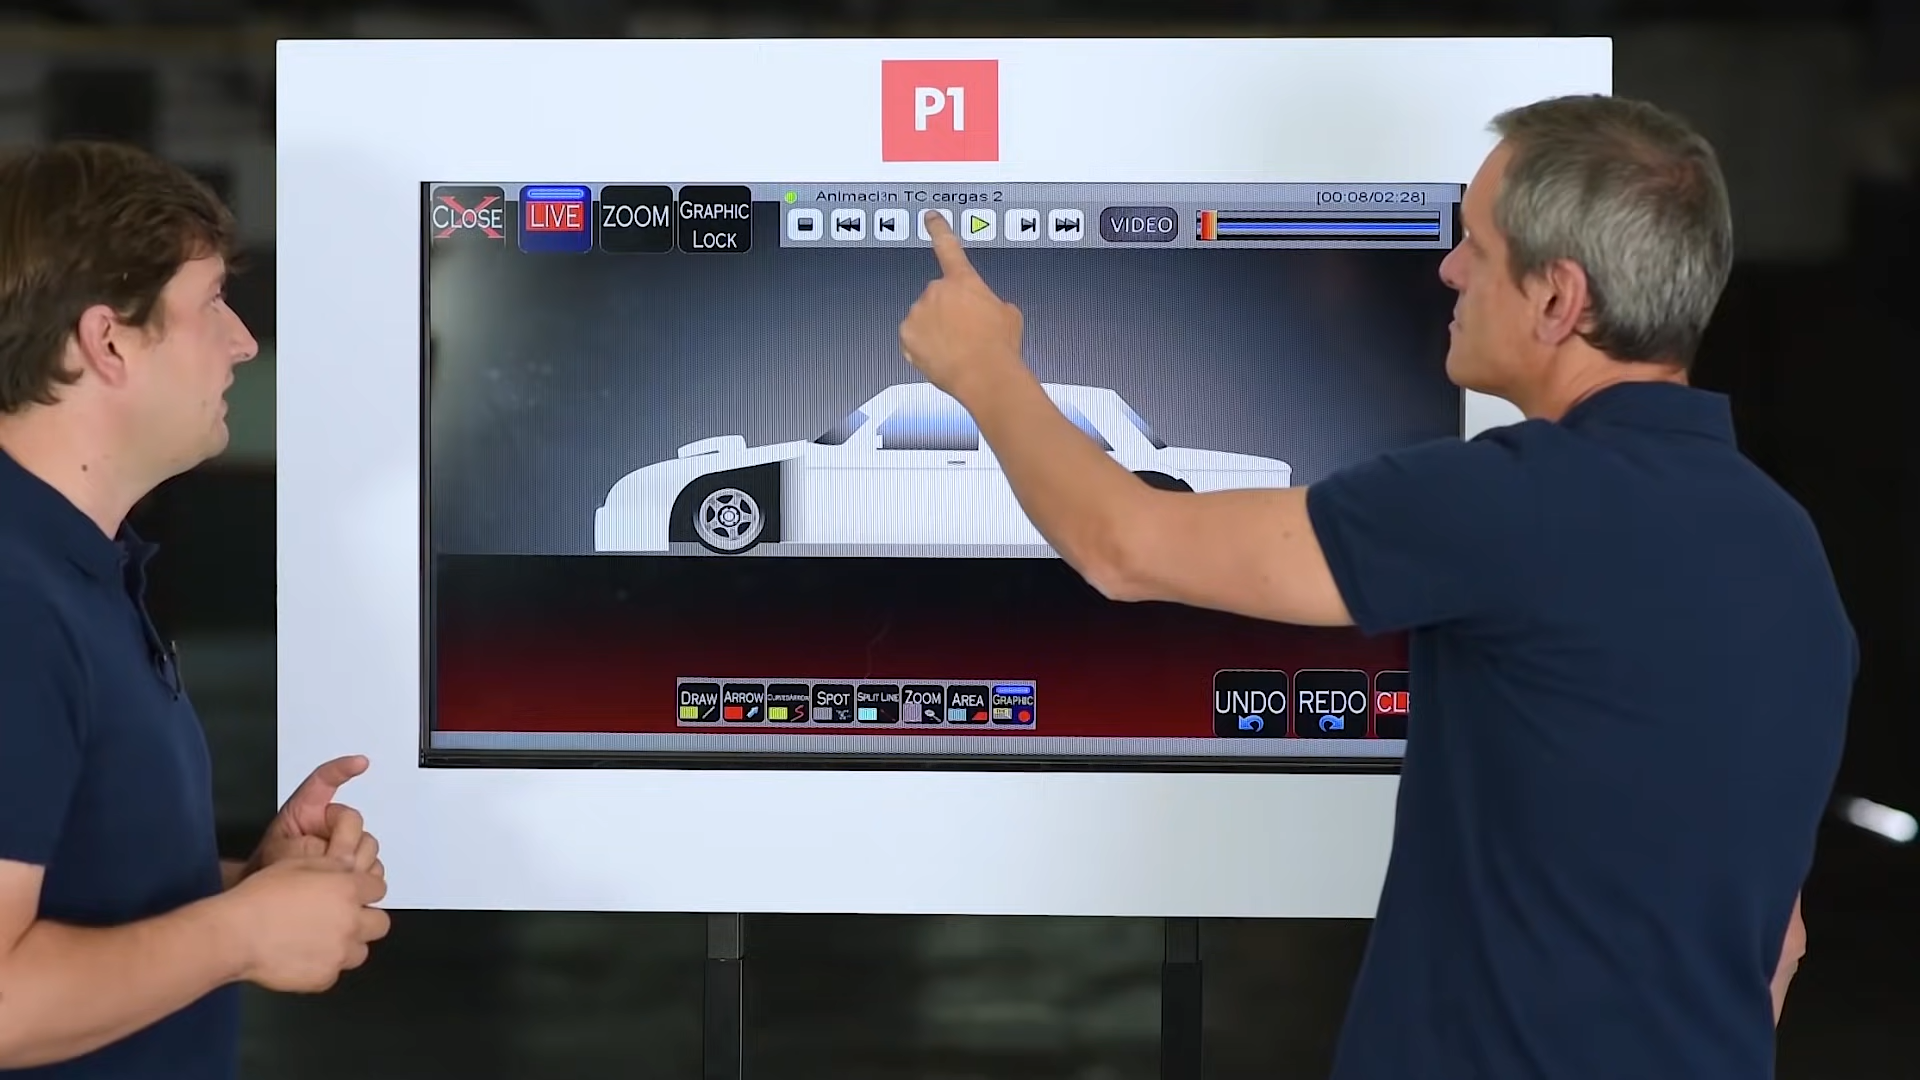 P1
CLOSE
LIVE
ZOOM
GRAPHIC
LOCK
Animaci3n TC cargas 2
[00:08/02:28]
VIDEO
DRAW
ARROW
SPOT
SPLIT LINE
ZOOM
AREA
GRAPHIC
UNDO
REDO
CL